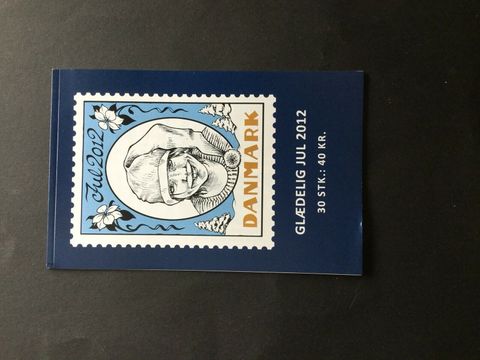 Jul 2012
DANMARK
GLÆDELIG JUL 2012
30 STK.: 40 KR.